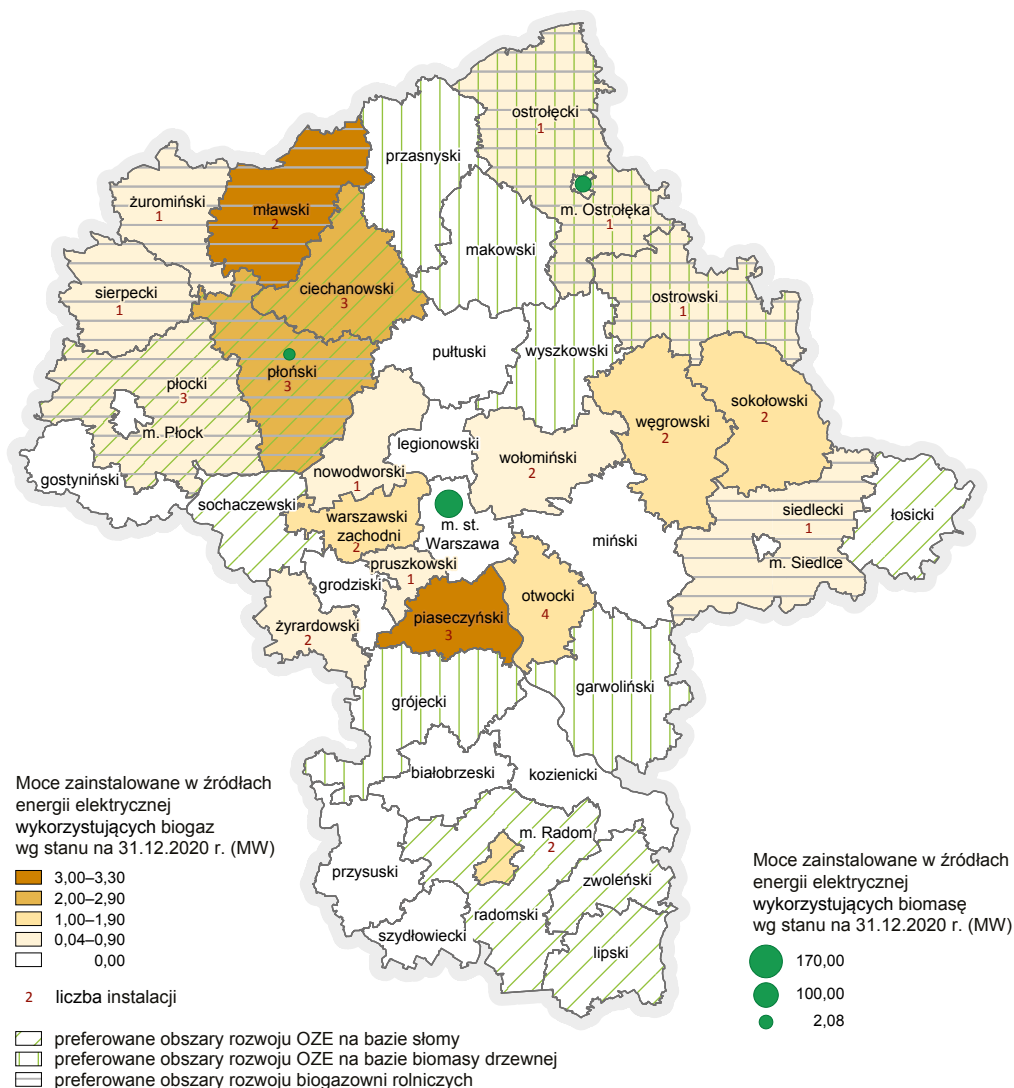 ostrołęcki
1
przasnyski
żuromiński
1
mławski
2
m. Ostrołęka
1
makowski
ciechanowski
3
sierpecki
1
ostrowski
1
pułtuski
wyszkowski
płoński
3
płocki
3
sokołowski
2
węgrowski
2
m. Płock
legionowski
wołomiński
2
gostyniński
nowodworski
1
sochaczewski
siedlecki
1
łosicki
warszawski
zachodni
2
m. st.
Warszawa
miński
m. Siedlce
pruszkowski
1
grodziski
otwocki
4
piaseczyński
3
żyrardowski
2
garwoliński
grójecki
białobrzeski
kozienicki
m. Radom
2
przysuski
zwoleński
radomski
szydłowiecki
lipski
Moce zainstalowane w źródłach
energii elektrycznej
wykorzystujących biogaz
wg stanu na 31.12.2020 r. (MW)
3,00–3,30
2,00–2,90
1,00–1,90
0,04–0,90
0,00
2 liczba instalacji
preferowane obszary rozwoju OZE na bazie słomy
preferowane obszary rozwoju OZE na bazie biomasy drzewnej
preferowane obszary rozwoju biogazowni rolniczych
Moce zainstalowane w źródłach
energii elektrycznej
wykorzystujących biomasę
wg stanu na 31.12.2020 r. (MW)
170,00
100,00
2,08